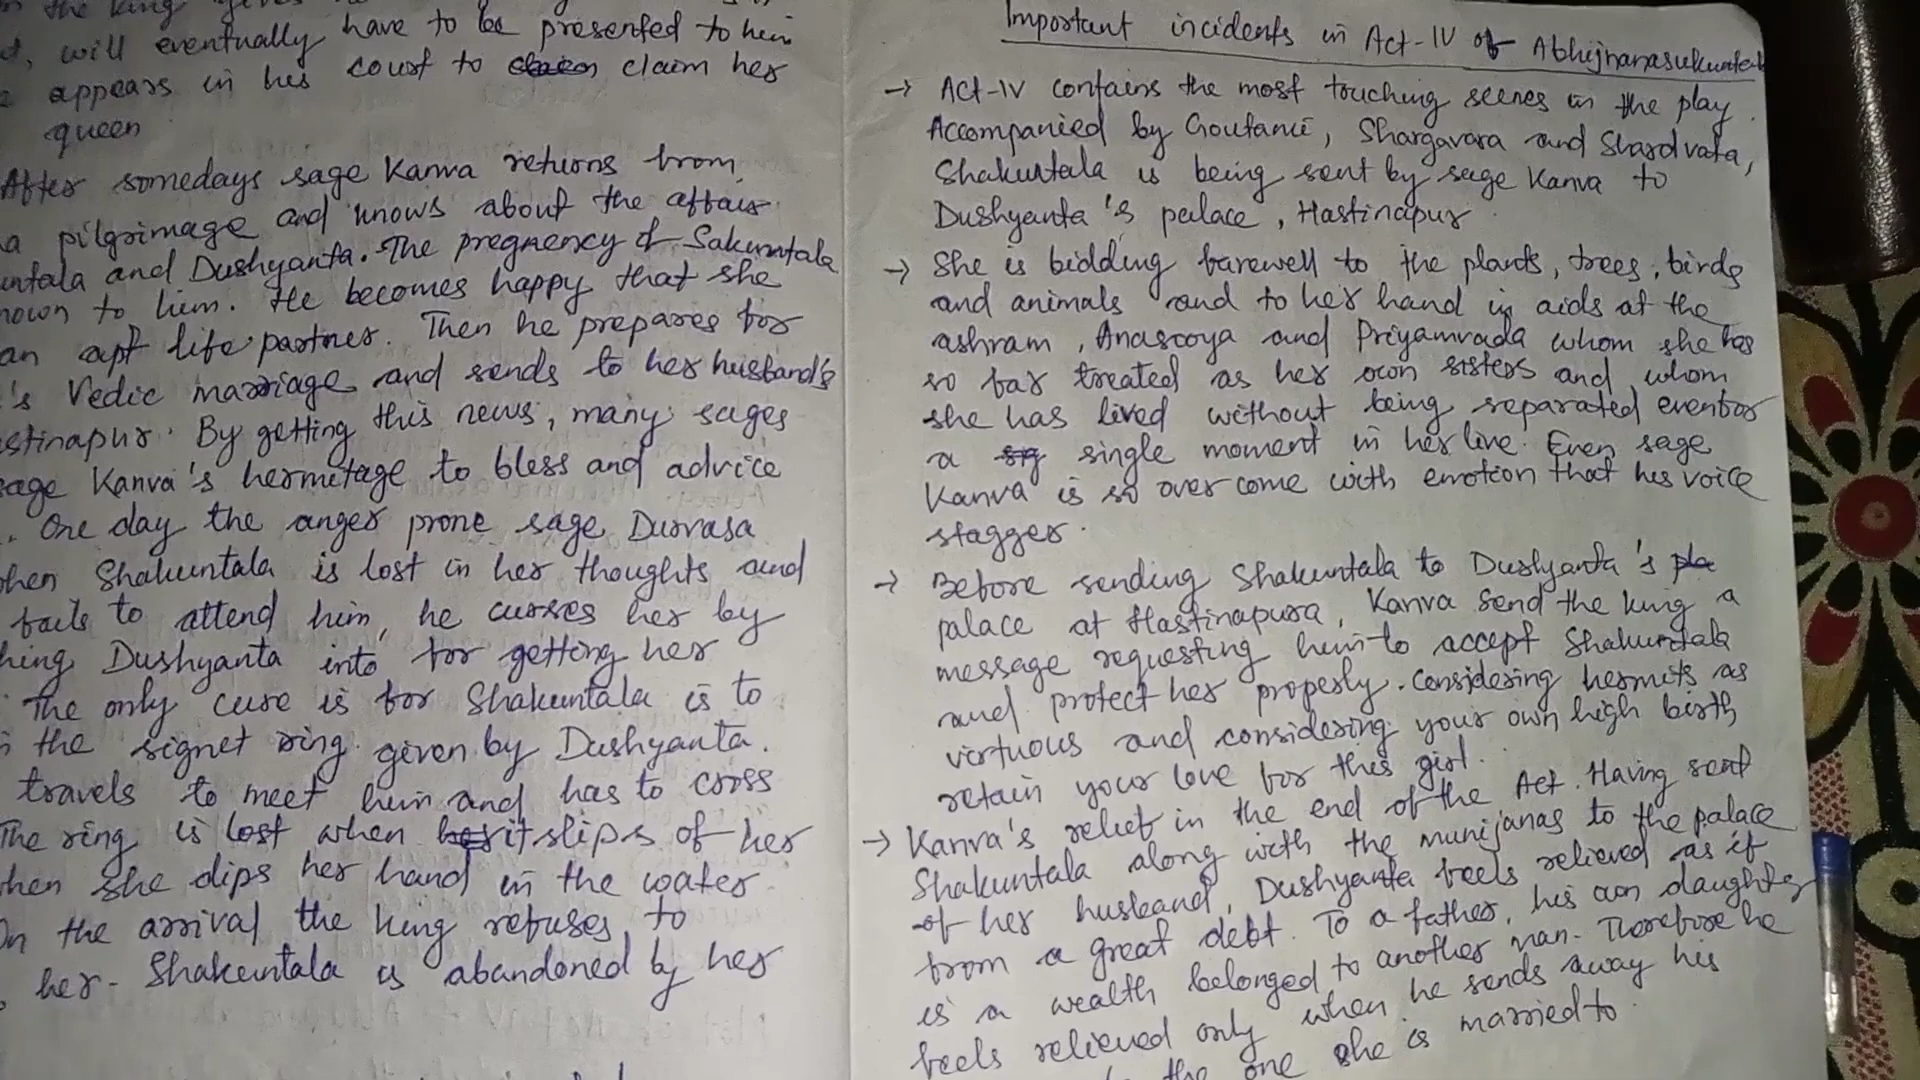 the king
, will eventually have to be presented to him
appears in his court to claim her
queen
After somedays sage Kanva returns from
a pilgrimage and knows about the affair
untala and Dushyanta. The pregnency of Sakuntala
nown to him. He becomes happy that she
an apt life partner. Then he prepares for
's Vedic marriage and sends to her husband's
stinapur. By getting this news, many sages
sage Kanva's hermitage to bless and advice
. One day the anger prone sage Durvasa
when Shakuntala is lost in her thoughts and
fails to attend him, he curses her by
hing Dushyanta into for getting her
. The only cure is for Shakuntala is to
the signet ring given by Dushyanta.
travels to meet him and has to cross
The ring is lost when it slips of her
when she dips her hand in the water
On the arrival the king refuses to
her - Shakuntala is abandoned by her
Important incidents in Act-IV of Abhijnanasukuntal
→ Act-IV contains the most touching scenes in the play.
Accompanied by Goutami, Shargavara and Shardvata,
Shakuntala is being sent by sage Kanva to
Dushyanta's palace, Hastinapur.
→ She is bidding farewell to the plants, trees, birds
and animals and to her hand in aids at the
ashram, Anasooya and Priyamvada whom she has
so far treated as her own sisters and whom
she has lived without being separated even for
a single moment in her live. Even sage
Kanva is so over come with emotion that his voice
stagger.
→ Before sending Shakuntala to Dushyanta's
palace at Hastinapura, Kanva send the king a
message requesting him to accept Shakuntala
and protect her properly. Considering hermits as
virtuous and considering your own high birth
retain your love for this girl.
→ Kanva's relief in the end of the Act. Having sent
Shakuntala along with the munijanas to the palace
of her husband, Dushyanta feels relieved as if
from a great debt. To a father, his own daughter
is a wealth belonged to another man. Therefore he
feels relieved only when he sends away his
the one she is married to.